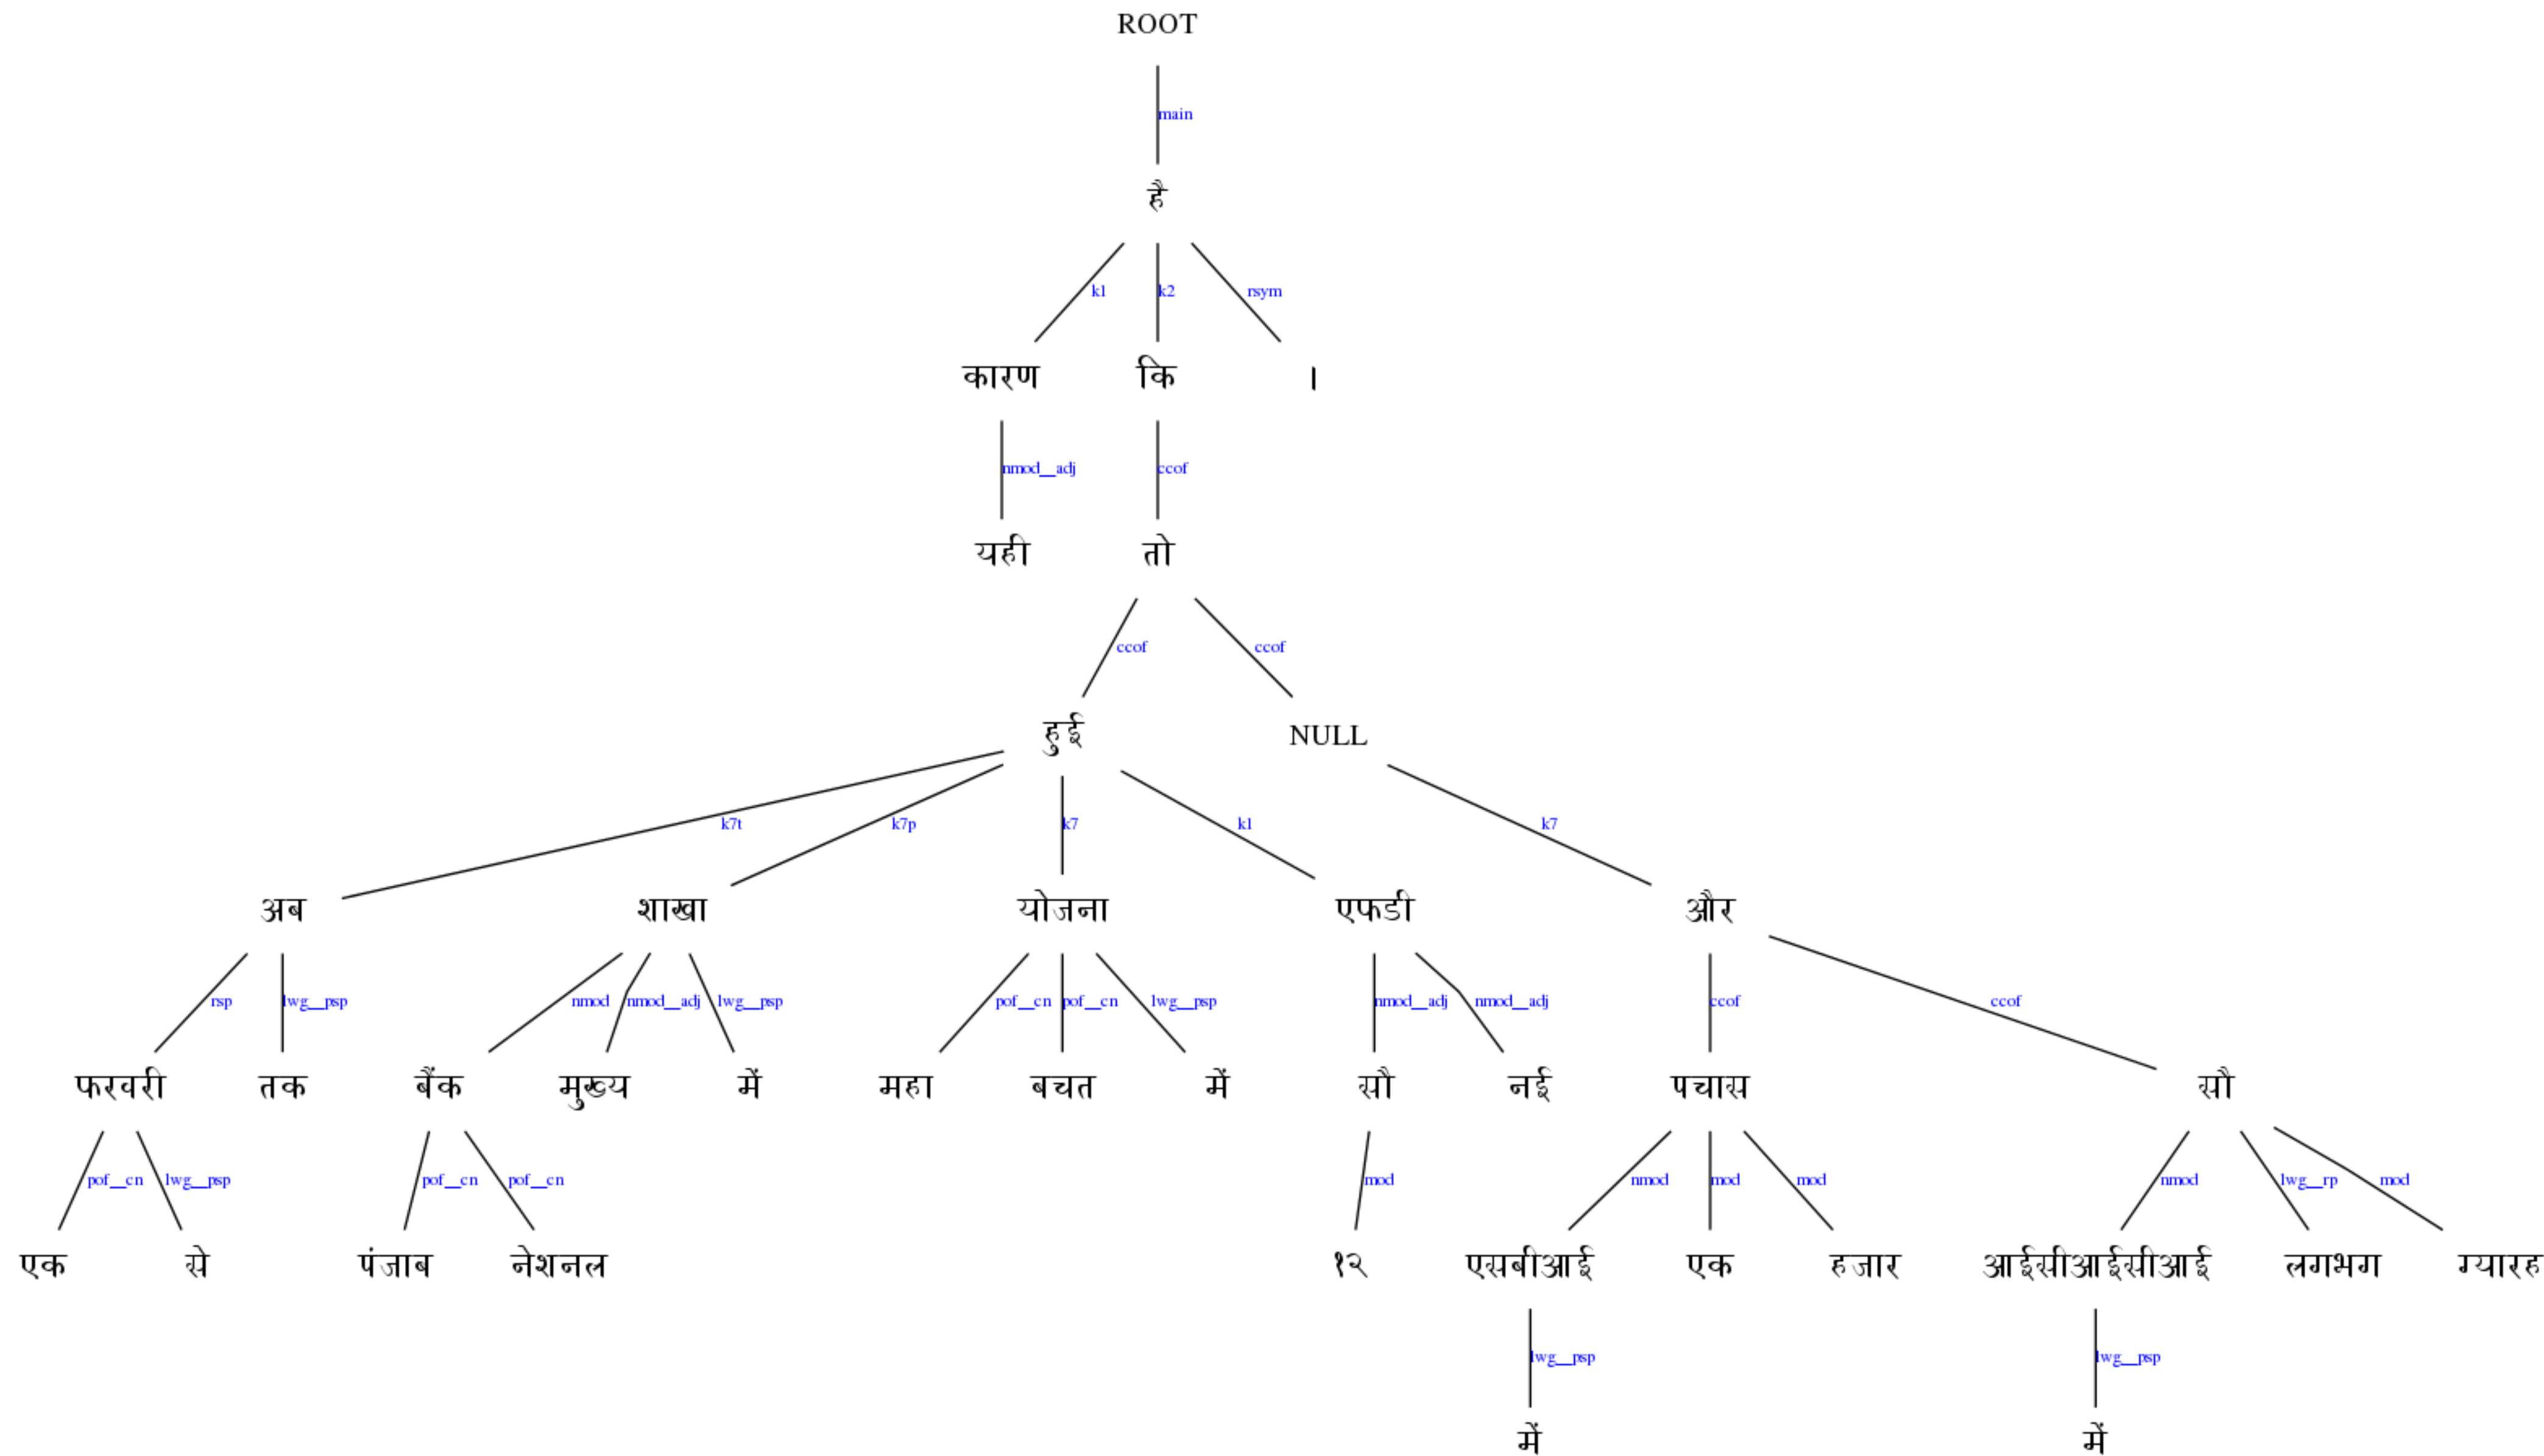 ROOT
main
है
k1 k2 rsym
कारण कि ।
nmod__adj ccof
यही तो
ccof ccof
हुई NULL
k7t k7p k7 k1 k7
अब शाखा योजना एफडी और
rsp lwg__psp nmod nmod__adj lwg__psp pof__cn pof__cn lwg__psp nmod__adj nmod__adj ccof ccof
फरवरी तक बैंक मुख्य में महा बचत में सौ नई पचास सौ
pof__cn lwg__psp pof__cn pof__cn mod nmod mod mod nmod lwg__rp mod
एक से पंजाब नेशनल १२ एसबीआई एक हजार आईसीआईसीआई लगभग ग्यारह
lwg__psp lwg__psp
में में